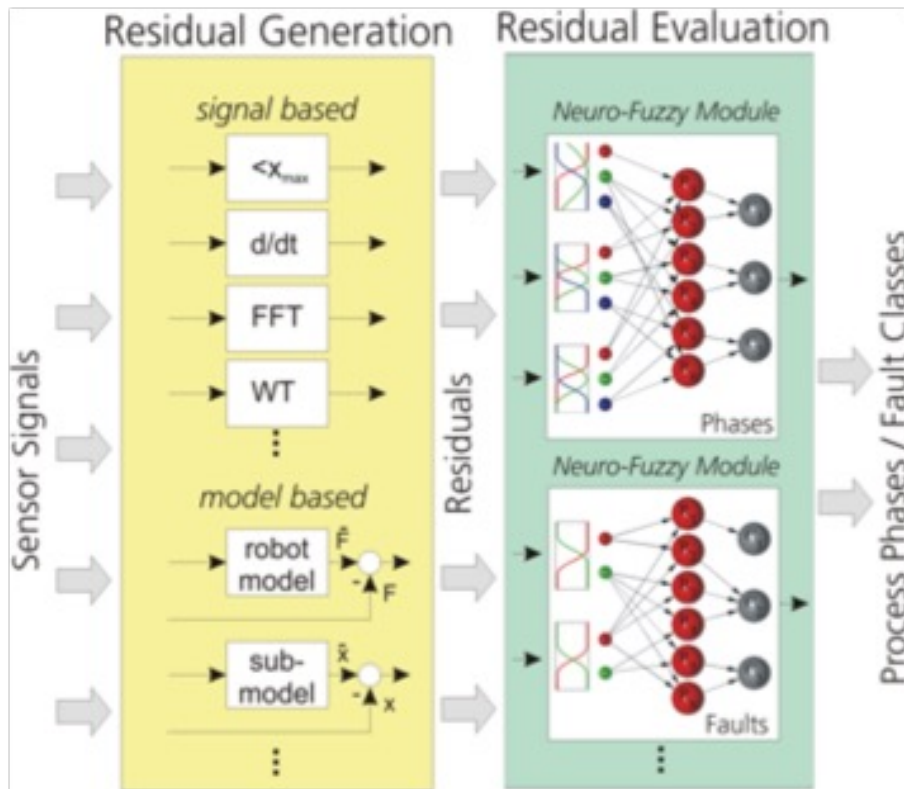 Residual Generation
Residual Evaluation
Sensor Signals
signal based
<x_max
d/dt
FFT
WT
model based
robot
model
F̂
-
F
sub-
model
x̂
-
x
Residuals
Neuro-Fuzzy Module
Phases
Neuro-Fuzzy Module
Faults
Process Phases / Fault Classes